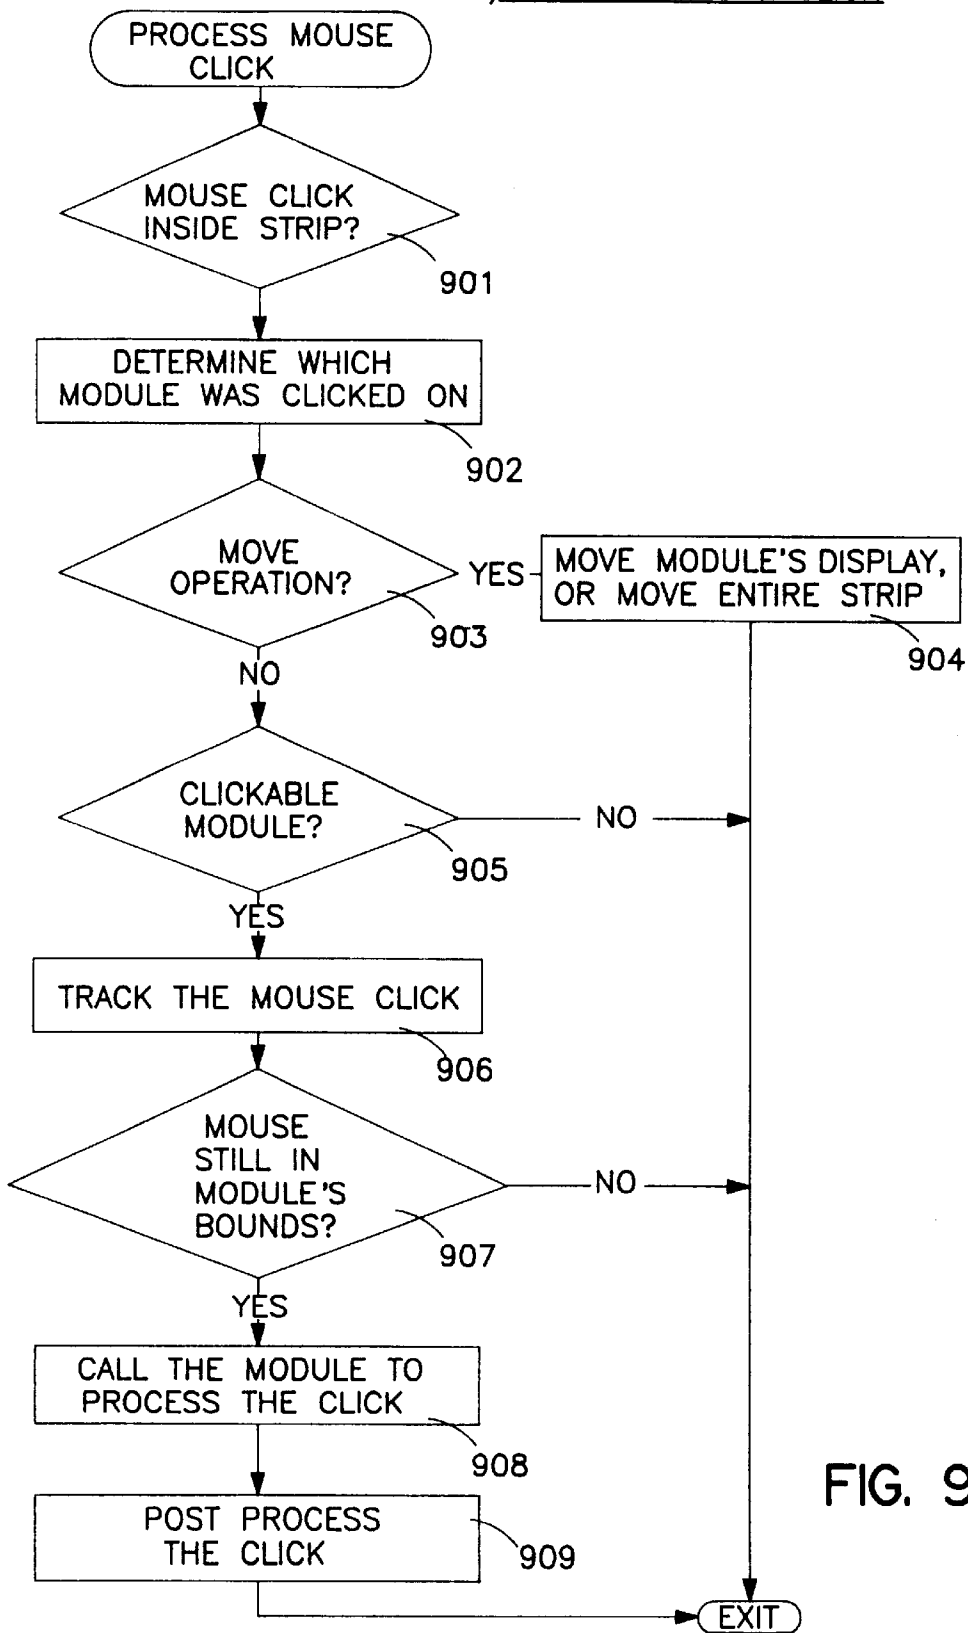 PROCESS MOUSE
CLICK
MOUSE CLICK
INSIDE STRIP?
901
DETERMINE WHICH
MODULE WAS CLICKED ON
902
MOVE
OPERATION?
903
YES
MOVE MODULE'S DISPLAY,
OR MOVE ENTIRE STRIP
904
NO
CLICKABLE
MODULE?
905
NO
YES
TRACK THE MOUSE CLICK
906
MOUSE
STILL IN
MODULE'S
BOUNDS?
907
NO
YES
CALL THE MODULE TO
PROCESS THE CLICK
908
POST PROCESS
THE CLICK
909
EXIT
FIG. 9